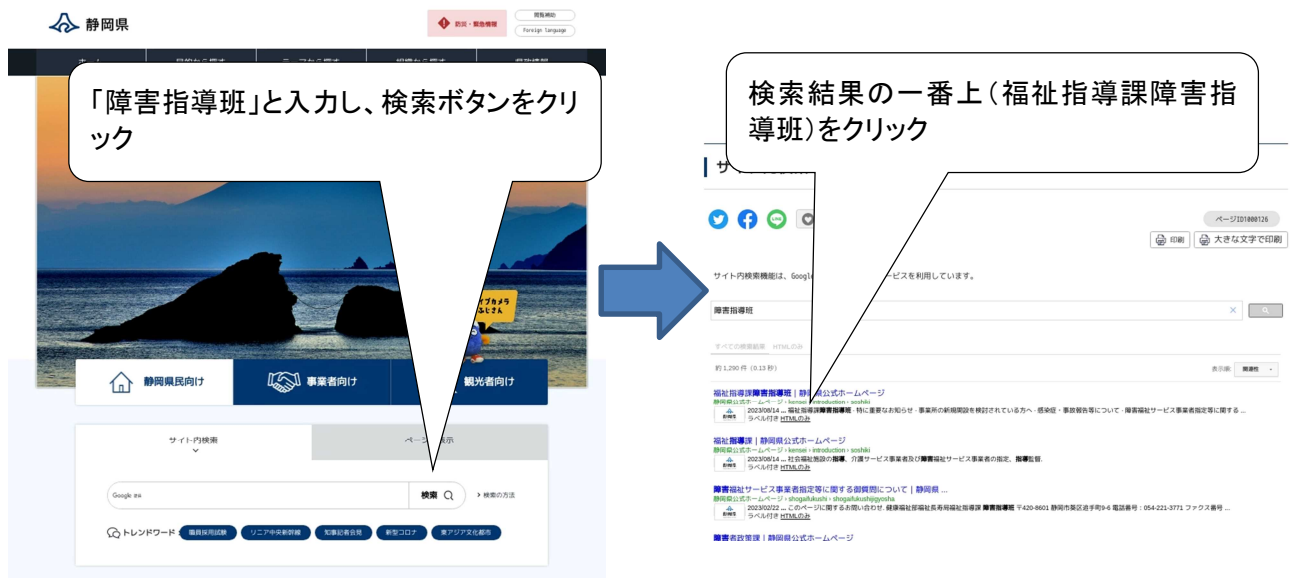 静岡県
防災・緊急情報
閲覧補助
Foreign language
「障害指導班」と入力し、検索ボタンをクリ
ック
静岡県民向け
事業者向け
観光者向け
サイト内検索
Google 提供
検索
検索の方法
トレンドワード：
職員採用試験
リニア中央新幹線
知事記者会見
新型コロナ
東アジア文化都市
検索結果の一番上（福祉指導課障害指
導班）をクリック
ページID1000126
印刷
大きな文字で印刷
サイト内検索機能は、Googl
ービスを利用しています。
障害指導班
すべての検索結果 HTMLのみ
約 1,290 件 (0.13 秒)
表示順:
関連性
福祉指導課障害指導班 | 静岡県公式ホームページ
静岡県公式ホームページ › kensei › introduction › soshiki
2023/08/14 ... 福祉指導課障害指導班 · 特に重要なお知らせ · 事業所の新規開設を検討されている方へ · 感染症・事故報告等について · 障害福祉サービス事業者指定等に関する ...
ラベル付き HTMLのみ
福祉指導課 | 静岡県公式ホームページ
静岡県公式ホームページ › kensei › introduction › soshiki
2023/08/14 ... 社会福祉施設の指導、介護サービス事業者及び障害福祉サービス事業者の指定、指導監督.
ラベル付き HTMLのみ
障害福祉サービス事業者指定等に関する御質問について | 静岡県 ...
静岡県公式ホームページ › shogaifukushi › shogaifukushijigyosha
2023/02/22 ... このページに関するお問い合わせ. 健康福祉部福祉長寿局福祉指導課 障害指導班 〒420-8601 静岡市葵区追手町9-6 電話番号：054-221-3771 ファクス番号 ...
ラベル付き HTMLのみ
障害者政策課 | 静岡県公式ホームページ